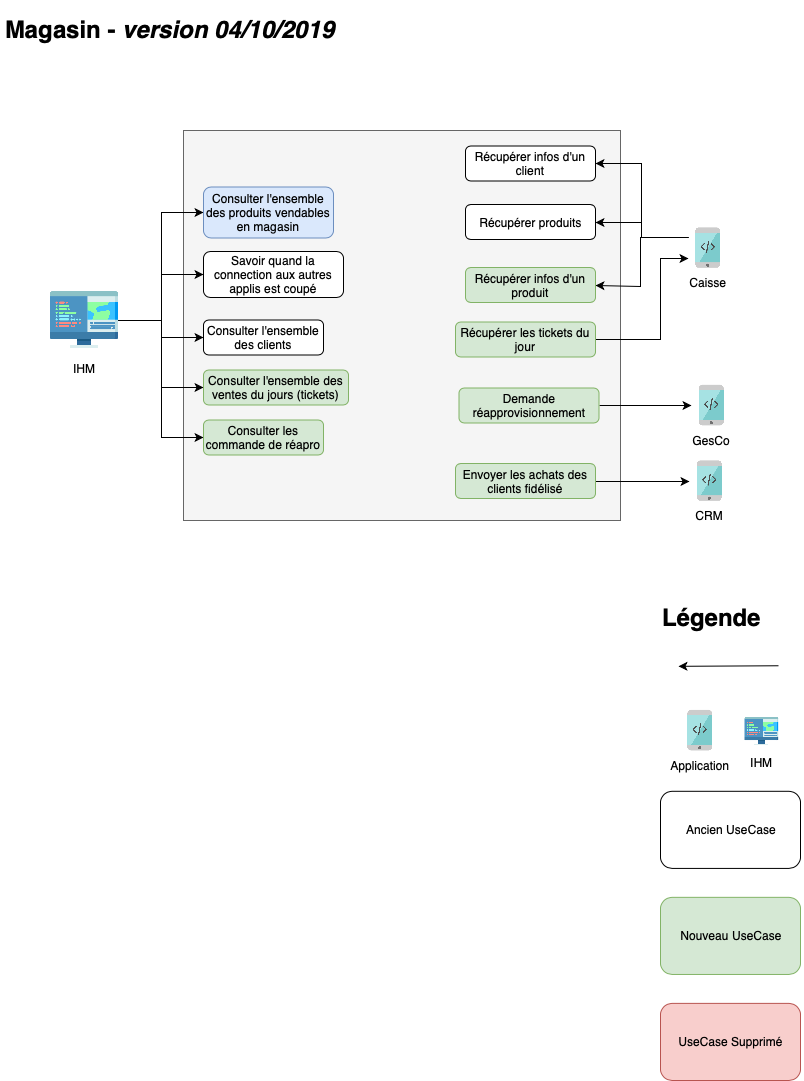 Magasin - version 04/10/2019
Consulter l'ensemble
des produits vendables
en magasin
Savoir quand la
connection aux autres
applis est coupé
Consulter l'ensemble
des clients
Consulter l'ensemble des
ventes du jours (tickets)
Consulter les
commande de réapro
IHM
Récupérer infos d'un
client
Récupérer produits
Récupérer infos d'un
produit
Récupérer les tickets du
jour
Demande
réapprovisionnement
Envoyer les achats des
clients fidélisé
Caisse
GesCo
CRM
Légende
Application
IHM
Ancien UseCase
Nouveau UseCase
UseCase Supprimé